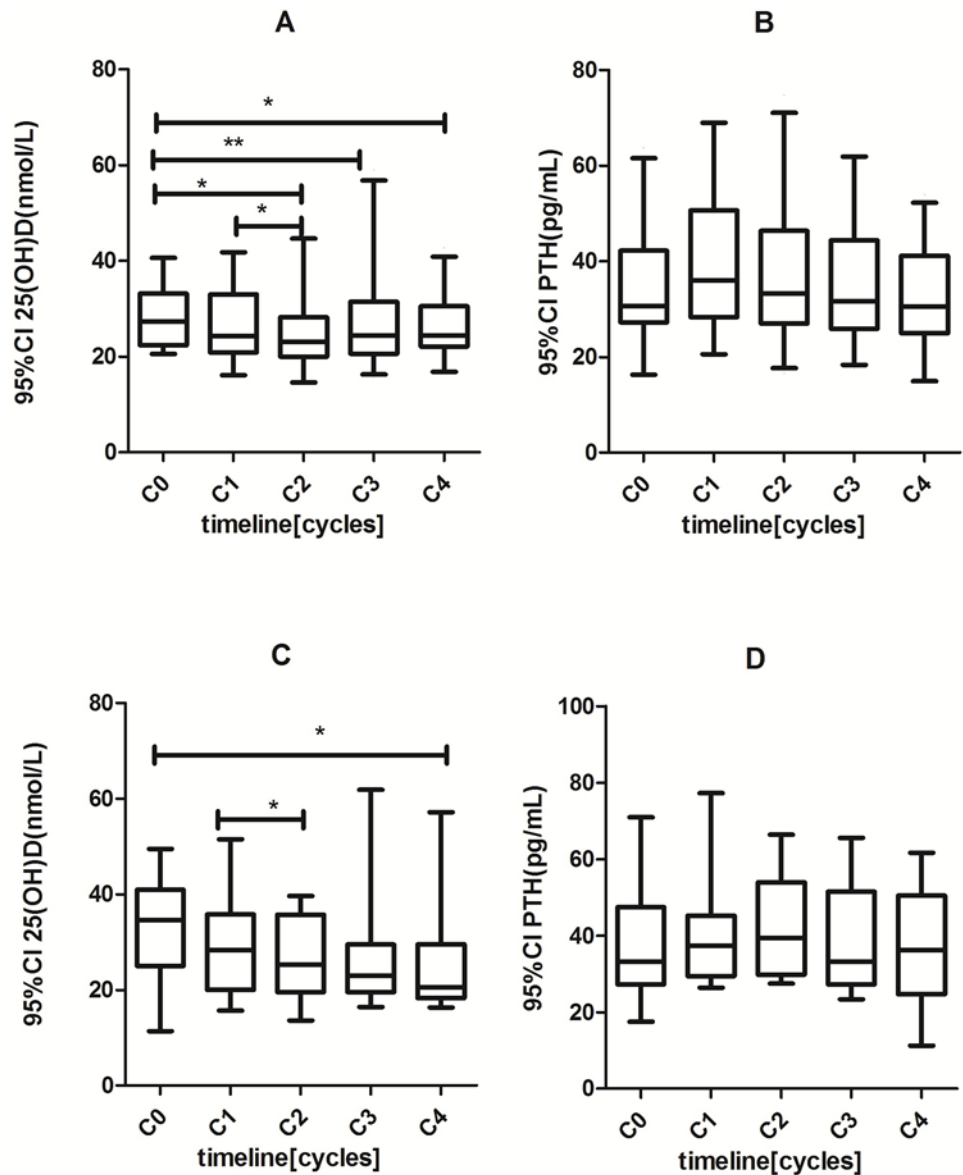 A
95%CI 25(OH)D(nmol/L)
80
60
40
20
0
*
**
*
*
C0 C1 C2 C3 C4
timeline[cycles]
B
95%CI PTH(pg/mL)
80
60
40
20
0
C0 C1 C2 C3 C4
timeline[cycles]
C
95%CI 25(OH)D(nmol/L)
80
60
40
20
0
*
*
C0 C1 C2 C3 C4
timeline[cycles]
D
95%CI PTH(pg/mL)
100
80
60
40
20
0
C0 C1 C2 C3 C4
timeline[cycles]